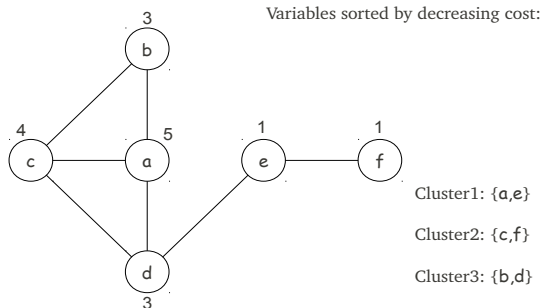 Variables sorted by decreasing cost:
3
b
4
5
1
1
c
a
e
f
Cluster1: {a,e}
Cluster2: {c,f}
d
Cluster3: {b,d}
3